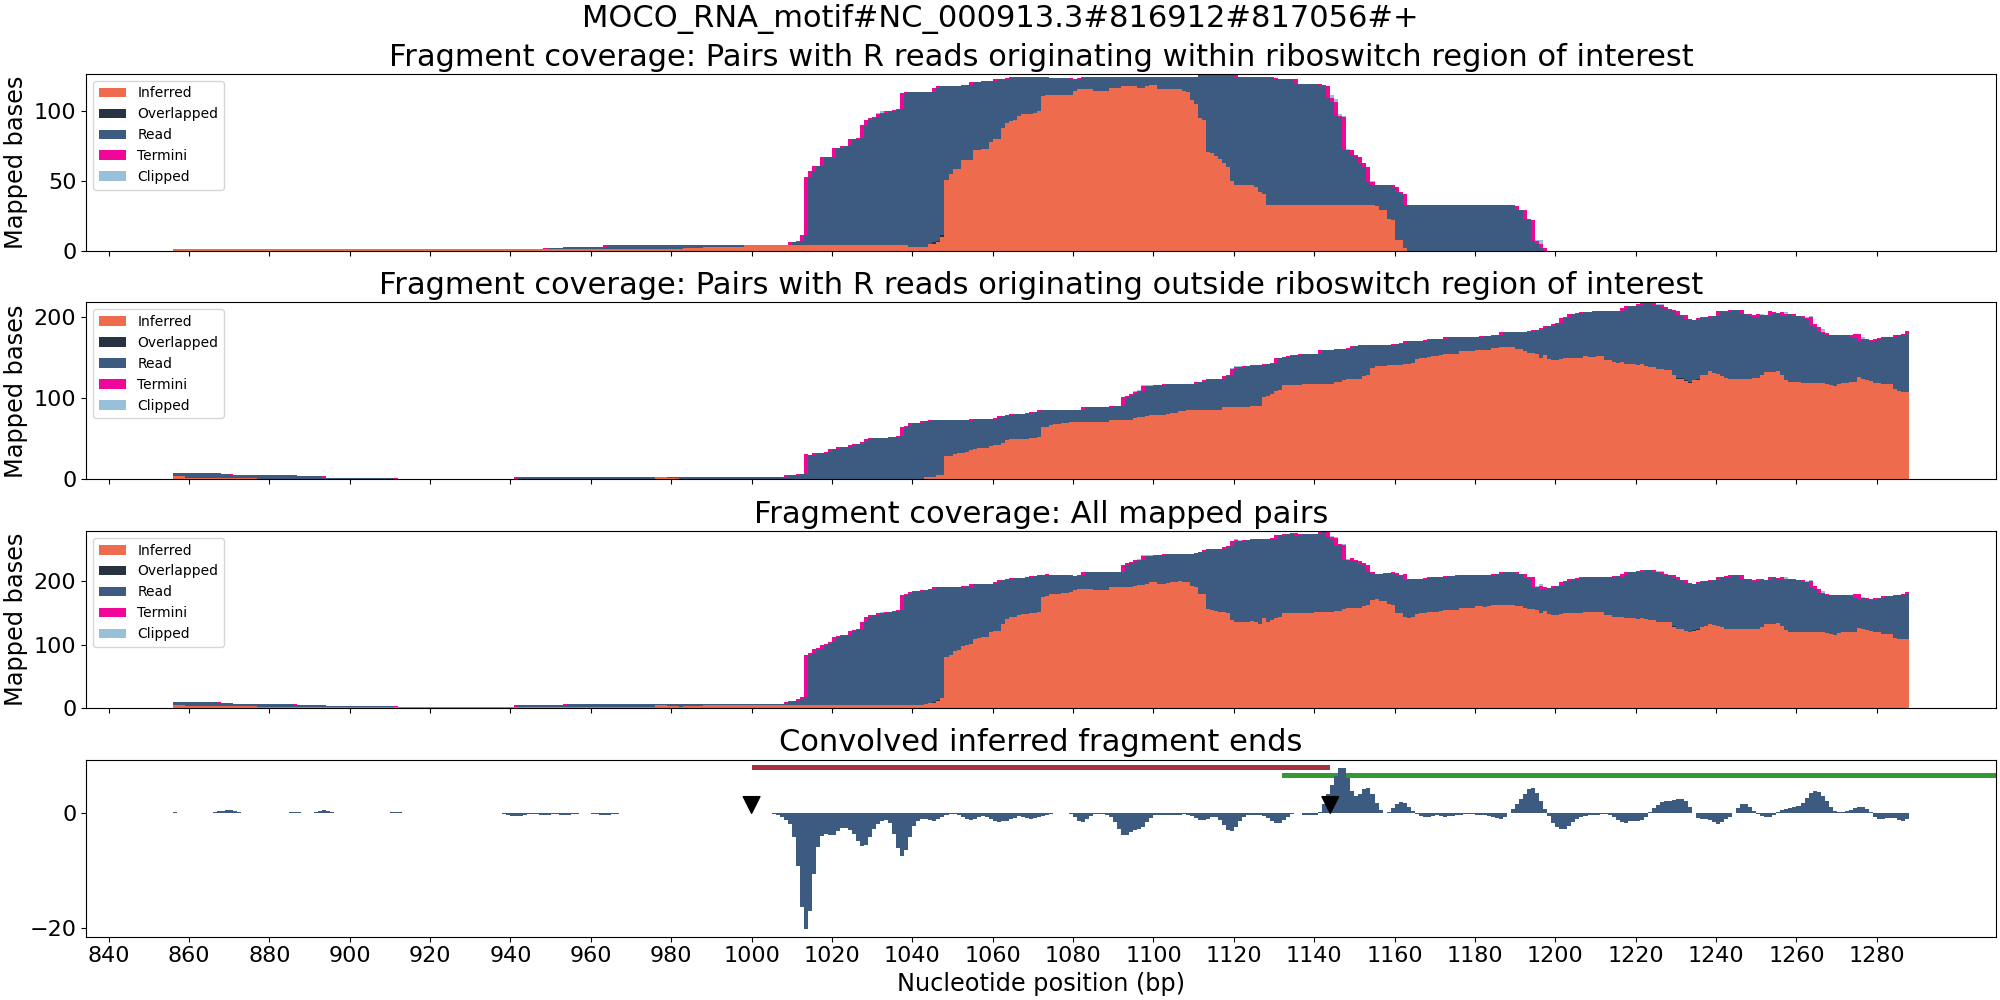 MOCO_RNA_motif#NC_000913.3#816912#817056#+
Fragment coverage: Pairs with R reads originating within riboswitch region of interest
Mapped bases
100
50
0
Inferred
Overlapped
Read
Termini
Clipped
Fragment coverage: Pairs with R reads originating outside riboswitch region of interest
Mapped bases
200
100
0
Inferred
Overlapped
Read
Termini
Clipped
Fragment coverage: All mapped pairs
Mapped bases
200
100
0
Inferred
Overlapped
Read
Termini
Clipped
Convolved inferred fragment ends
0
−20
840 860 880 900 920 940 960 980 1000 1020 1040 1060 1080 1100 1120 1140 1160 1180 1200 1220 1240 1260 1280
Nucleotide position (bp)